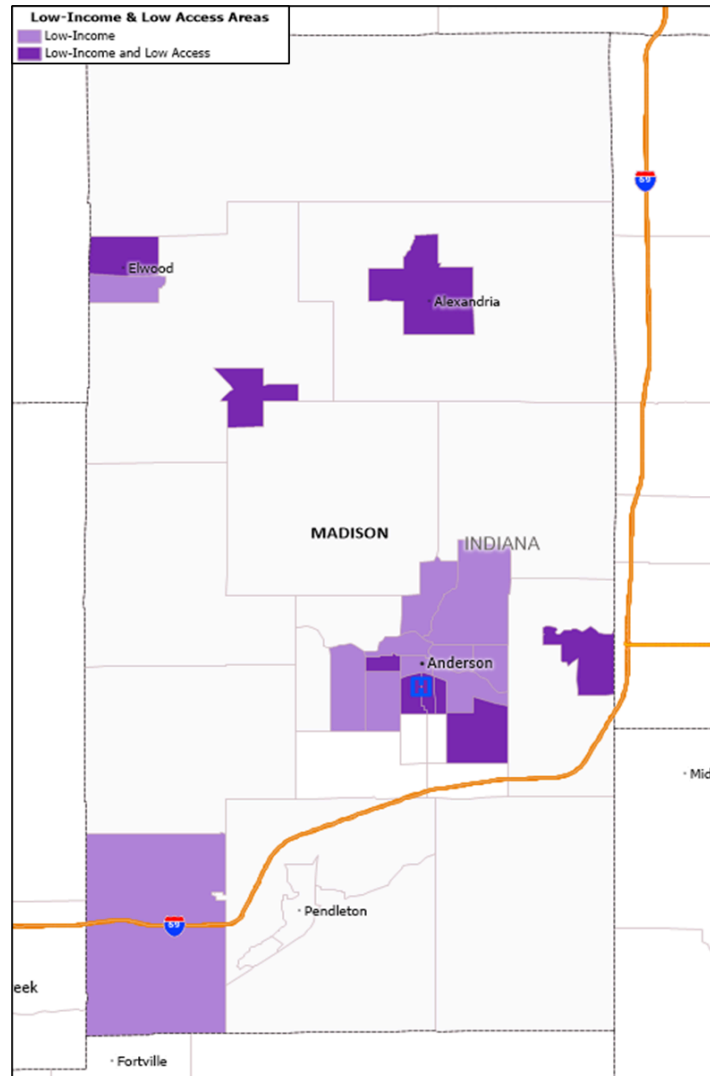 Low-Income & Low Access Areas
Low-Income
Low-Income and Low Access
69
Elwood
Alexandria
MADISON
INDIANA
Anderson
H
Mid
Pendleton
69
eek
Fortville